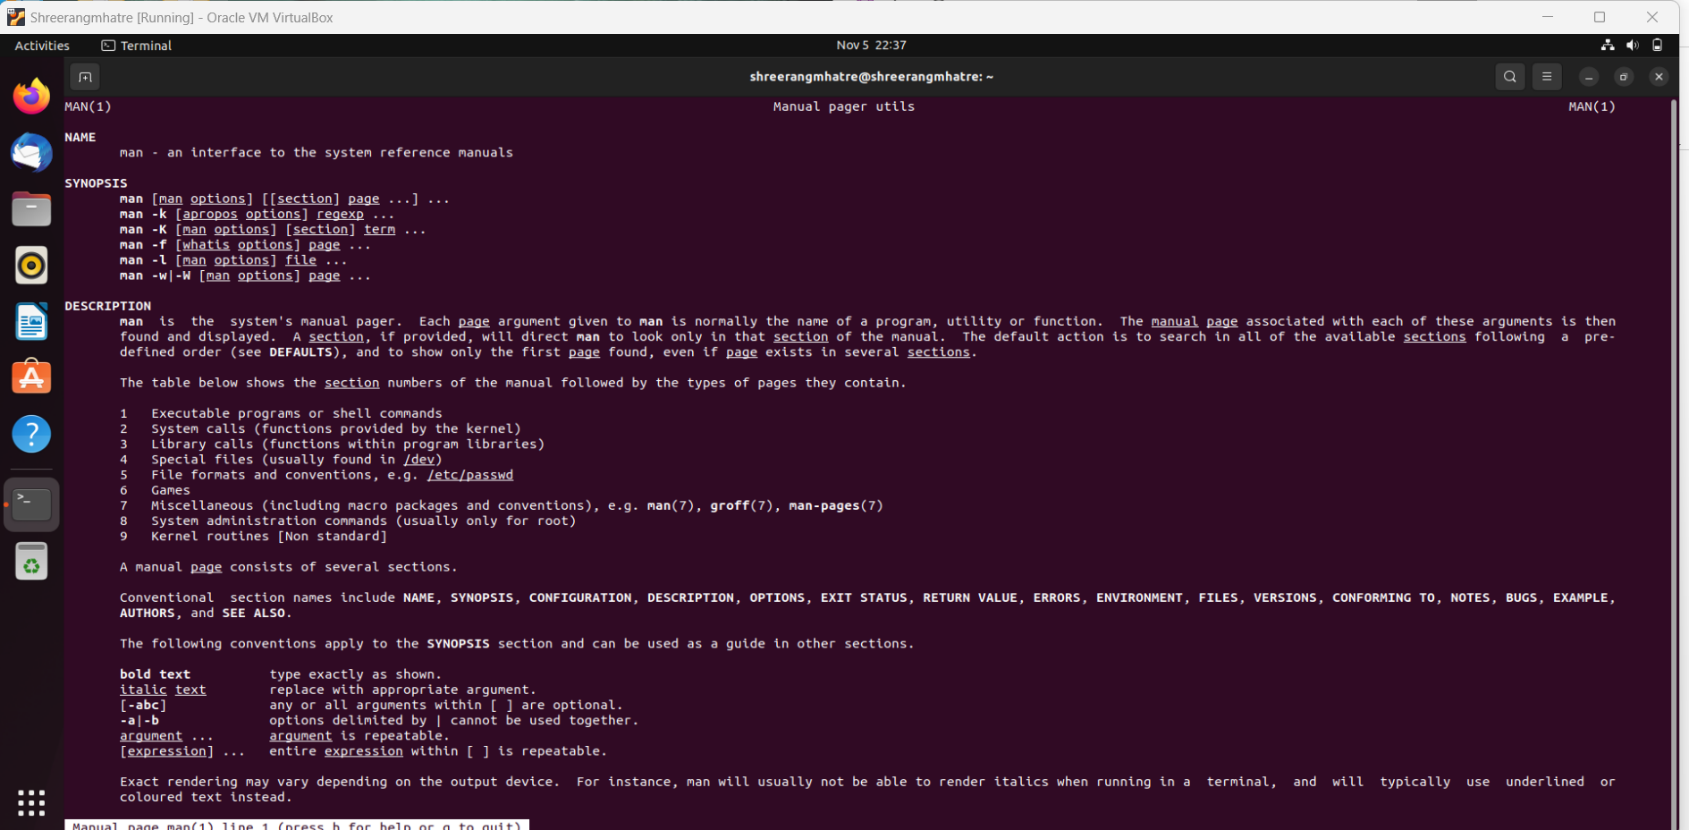 Shreerangmhatre [Running] - Oracle VM VirtualBox
Activities Terminal Nov 5 22:37
shreerangmhatre@shreerangmhatre: ~
MAN(1) Manual pager utils MAN(1)
NAME
man - an interface to the system reference manuals
SYNOPSIS
man [man options] [[section] page ...] ...
man -k [apropos options] regexp ...
man -K [man options] [section] term ...
man -f [whatis options] page ...
man -l [man options] file ...
man -w|-W [man options] page ...
DESCRIPTION
man is the system's manual pager. Each page argument given to man is normally the name of a program, utility or function. The manual page associated with each of these arguments is then
found and displayed. A section, if provided, will direct man to look only in that section of the manual. The default action is to search in all of the available sections following a pre-
defined order (see DEFAULTS), and to show only the first page found, even if page exists in several sections.
The table below shows the section numbers of the manual followed by the types of pages they contain.
1 Executable programs or shell commands
2 System calls (functions provided by the kernel)
3 Library calls (functions within program libraries)
4 Special files (usually found in /dev)
5 File formats and conventions, e.g. /etc/passwd
6 Games
7 Miscellaneous (including macro packages and conventions), e.g. man(7), groff(7), man-pages(7)
8 System administration commands (usually only for root)
9 Kernel routines [Non standard]
A manual page consists of several sections.
Conventional section names include NAME, SYNOPSIS, CONFIGURATION, DESCRIPTION, OPTIONS, EXIT STATUS, RETURN VALUE, ERRORS, ENVIRONMENT, FILES, VERSIONS, CONFORMING TO, NOTES, BUGS, EXAMPLE,
AUTHORS, and SEE ALSO.
The following conventions apply to the SYNOPSIS section and can be used as a guide in other sections.
bold text type exactly as shown.
italic text replace with appropriate argument.
[-abc] any or all arguments within [ ] are optional.
-a|-b options delimited by | cannot be used together.
argument ... argument is repeatable.
[expression] ... entire expression within [ ] is repeatable.
Exact rendering may vary depending on the output device. For instance, man will usually not be able to render italics when running in a terminal, and will typically use underlined or
coloured text instead.
Manual page man(1) line 1 (press h for help or q to quit)